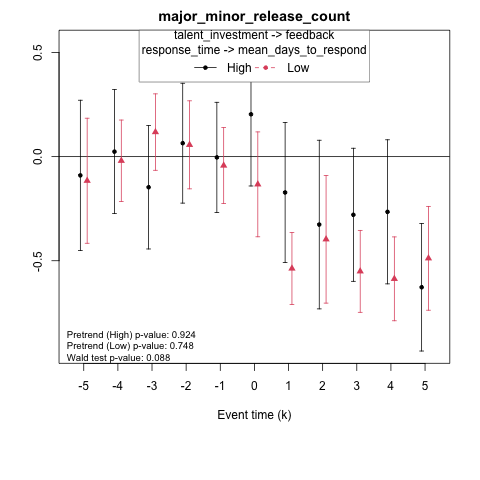 major_minor_release_count
talent_investment -> feedback
response_time -> mean_days_to_respond
High Low
0.5
0.0
-0.5
Pretrend (High) p-value: 0.924
Pretrend (Low) p-value: 0.748
Wald test p-value: 0.088
-5 -4 -3 -2 -1 0 1 2 3 4 5
Event time (k)